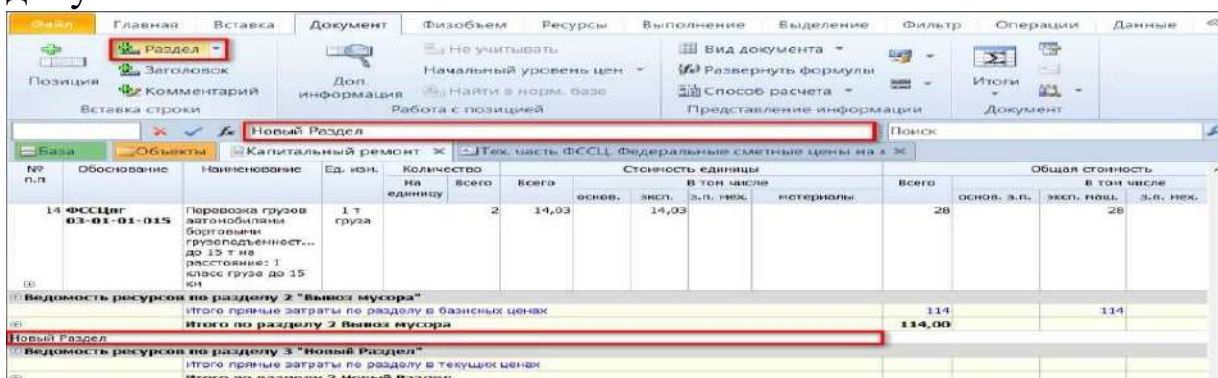 Файл Главная Вставка Документ Физобъем Ресурсы Выполнение Выделение Фильтр Операции Данные
Позиция
Раздел
Заголовок
Комментарий
Вставка строки
Доп. информация
Не учитывать
Начальный уровень цен
Найти в норм. базе
Работа с позицией
Вид документа
Развернуть формулы
Способ расчета
Представление информации
Итоги
Документ
fx Новый Раздел Поиск
База Объекты Капитальный ремонт Тех. часть ФССЦ. Федеральные сметные цены на
№ п.п Обоснование Наименование Ед. изм. Количество Стоимость единицы Общая стоимость
На единицу Всего Всего В том числе Всего В том числе
основ. эксп. з.п. мех. материалы основ. з.п. эксп. маш. з.п. мех.
14 ФССЦпг 03-01-01-015 Перевозка грузов автомобилями бортовыми грузоподъемност... до 15 т на расстояние: I класс груза до 15 км 1 т груза 2 14,03 14,03 28 28
Ведомость ресурсов по разделу 2 "Вывоз мусора"
Итого прямые затраты по разделу в базисных ценах 114 114
Итого по разделу 2 Вывоз мусора 114,00
Новый Раздел
Ведомость ресурсов по разделу 3 "Новый Раздел"
Итого прямые затраты по разделу в текущих ценах
Итого по разделу 3 Новый Раздел